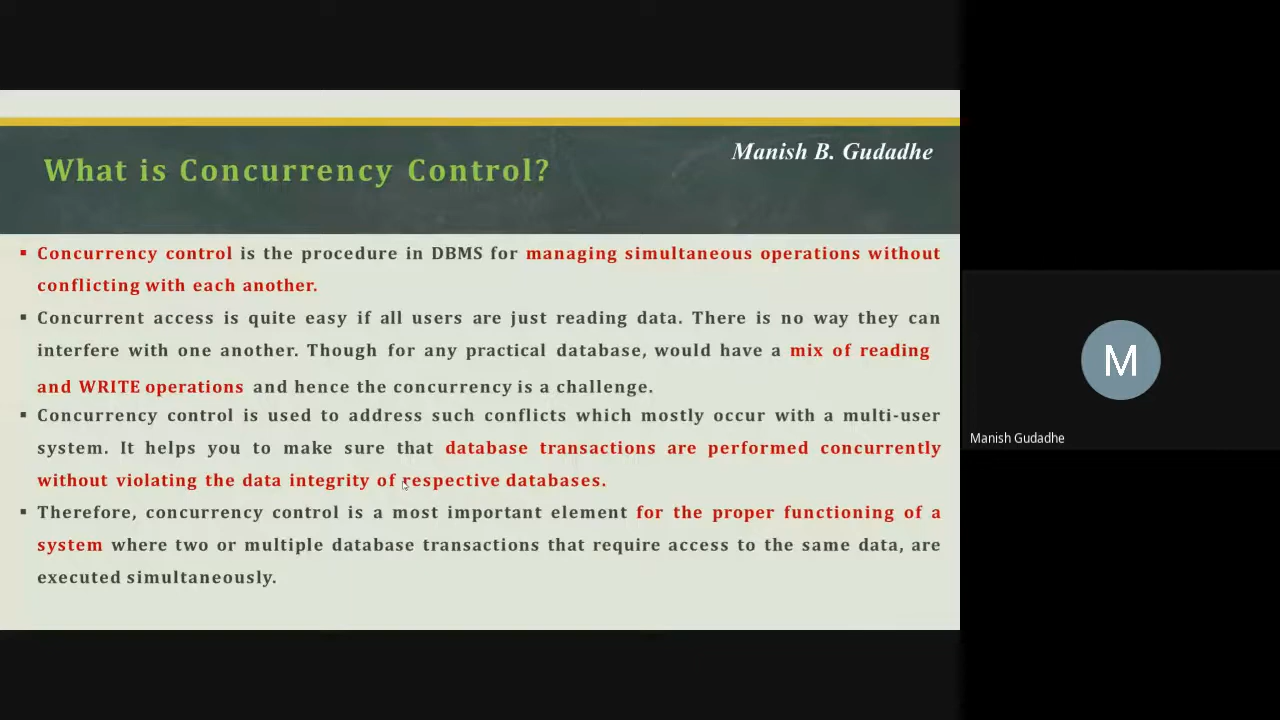 Manish B. Gudadhe
What is Concurrency Control?
▪ Concurrency control is the procedure in DBMS for managing simultaneous operations without
conflicting with each another.
▪ Concurrent access is quite easy if all users are just reading data. There is no way they can
interfere with one another. Though for any practical database, would have a mix of reading
and WRITE operations and hence the concurrency is a challenge.
▪ Concurrency control is used to address such conflicts which mostly occur with a multi-user
system. It helps you to make sure that database transactions are performed concurrently
without violating the data integrity of respective databases.
▪ Therefore, concurrency control is a most important element for the proper functioning of a
system where two or multiple database transactions that require access to the same data, are
executed simultaneously.
M
Manish Gudadhe